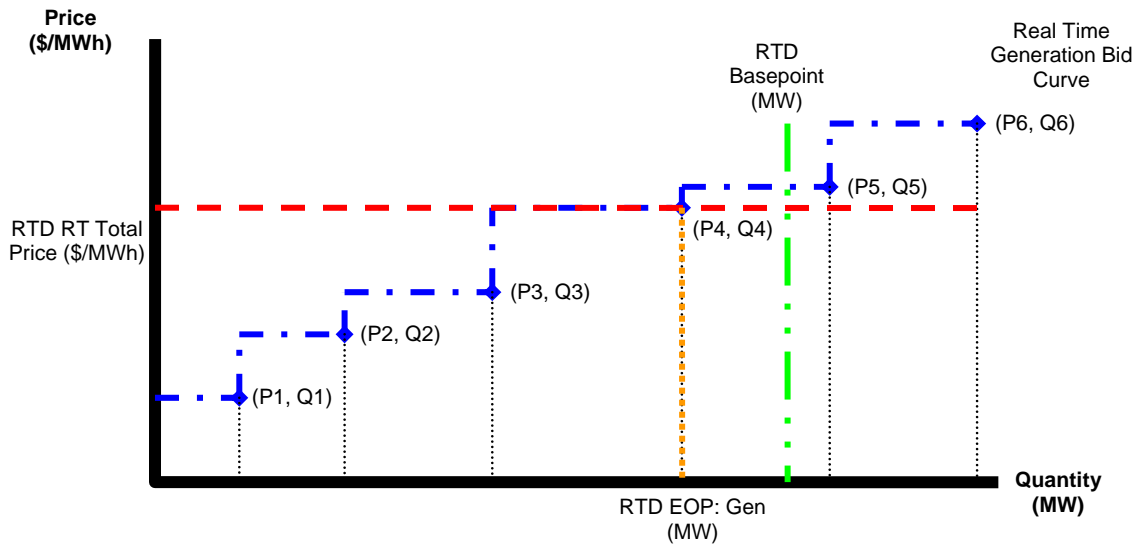 Price
($/MWh)
RTD
Basepoint
(MW)
Real Time
Generation Bid
Curve
(P6, Q6)
(P5, Q5)
RTD RT Total
Price ($/MWh)
(P4, Q4)
(P3, Q3)
(P2, Q2)
(P1, Q1)
Quantity
(MW)
RTD EOP: Gen
(MW)